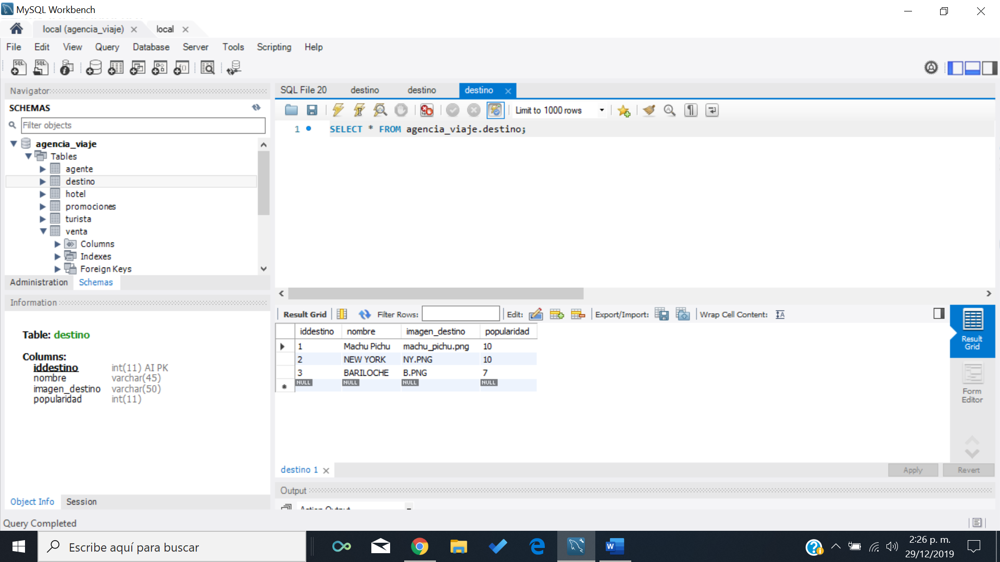 MySQL Workbench
local (agencia_viaje)
local
File Edit View Query Database Server Tools Scripting Help
Navigator
SCHEMAS
Filter objects
agencia_viaje
Tables
agente
destino
hotel
promociones
turista
venta
Columns
Indexes
Foreign Keys
Administration Schemas
Information
Table: destino
Columns:
iddestino int(11) AI PK
nombre varchar(45)
imagen_destino varchar(50)
popularidad int(11)
Object Info Session
SQL File 20 destino destino destino
Limit to 1000 rows
1 SELECT * FROM agencia_viaje.destino;
Result Grid Filter Rows: Edit: Export/Import: Wrap Cell Content:
iddestino nombre imagen_destino popularidad
1 Machu Pichu machu_pichu.png 10
2 NEW YORK NY.PNG 10
3 BARILOCHE B.PNG 7
NULL NULL NULL NULL
Result
Grid
Form
Editor
destino 1
Apply Revert
Output
Action Output
Query Completed
Escribe aquí para buscar
2:26 p. m.
29/12/2019